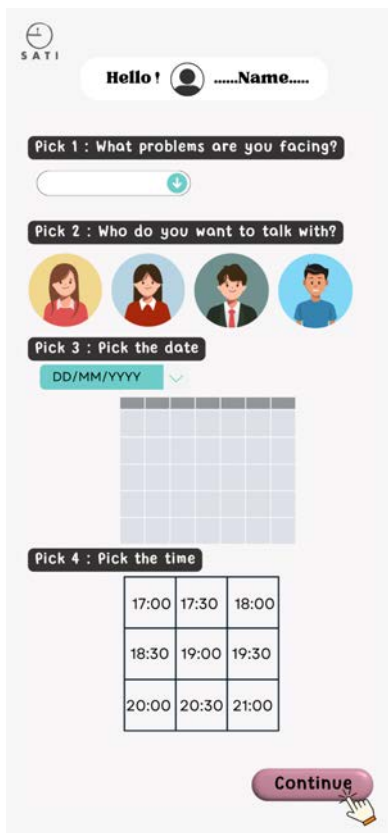 SATI
Hello ! ......Name.....
Pick 1 : What problems are you facing?
Pick 2 : Who do you want to talk with?
Pick 3 : Pick the date
DD/MM/YYYY
Pick 4 : Pick the time
17:00 17:30 18:00
18:30 19:00 19:30
20:00 20:30 21:00
Continue